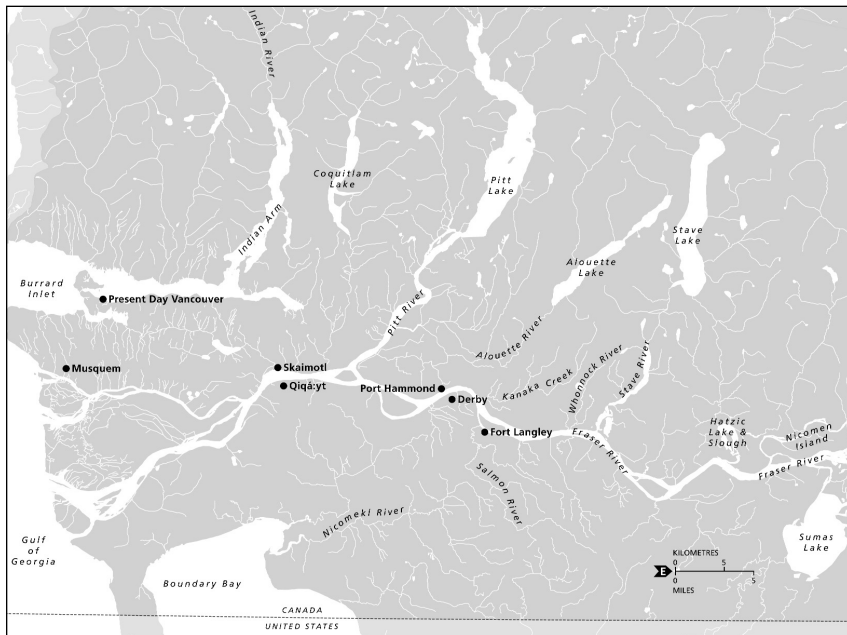 Indian River
Coquitlam
Lake
Pitt
Lake
Indian Arm
Stave
Lake
Alouette
Lake
Burrard
Inlet
Present Day Vancouver
Pitt River
Alouette River
Musquem
Skaimotl
Qiqá:yt
Port Hammond
Derby
Kanaka Creek
Whonnock River
Stave River
Fort Langley
Fraser River
Hatzic
Lake &
Slough
Nicomen
Island
Fraser River
Salmon River
Nicomekl River
Gulf
of
Georgia
Boundary Bay
Sumas
Lake
KILOMETRES
0 5
E
0 5
MILES
CANADA
UNITED STATES